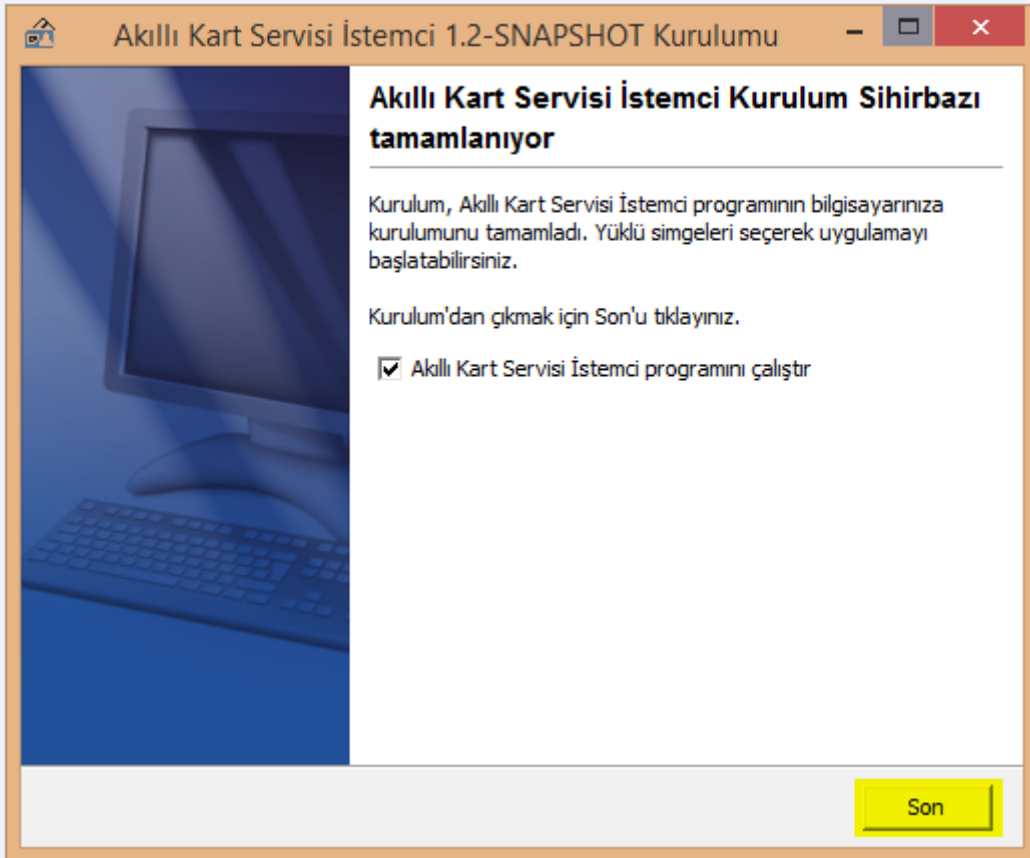 Akıllı Kart Servisi İstemci 1.2-SNAPSHOT Kurulumu
Akıllı Kart Servisi İstemci Kurulum Sihirbazı
tamamlanıyor
Kurulum, Akıllı Kart Servisi İstemci programının bilgisayarınıza
kurulumunu tamamladı. Yüklü simgeleri seçerek uygulamayı
başlatabilirsiniz.
Kurulum'dan çıkmak için Son'u tıklayınız.
Akıllı Kart Servisi İstemci programını çalıştır
Son